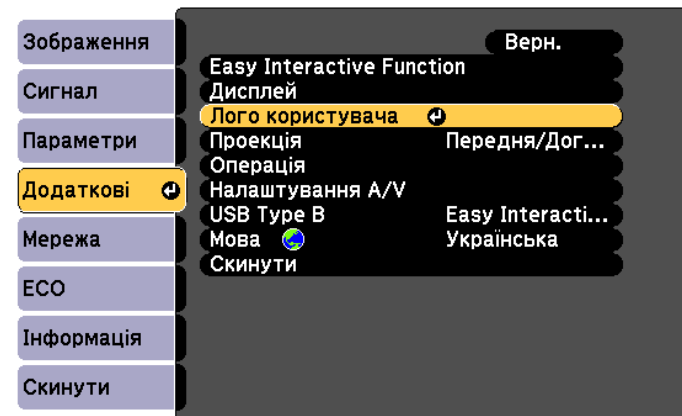 Зображення
Сигнал
Параметри
Додаткові
Мережа
ECO
Інформація
Скинути
Верн.
Easy Interactive Function
Дисплей
Лого користувача
Проекція Передня/Дог...
Операція
Налаштування A/V
USB Type B Easy Interacti...
Мова Українська
Скинути